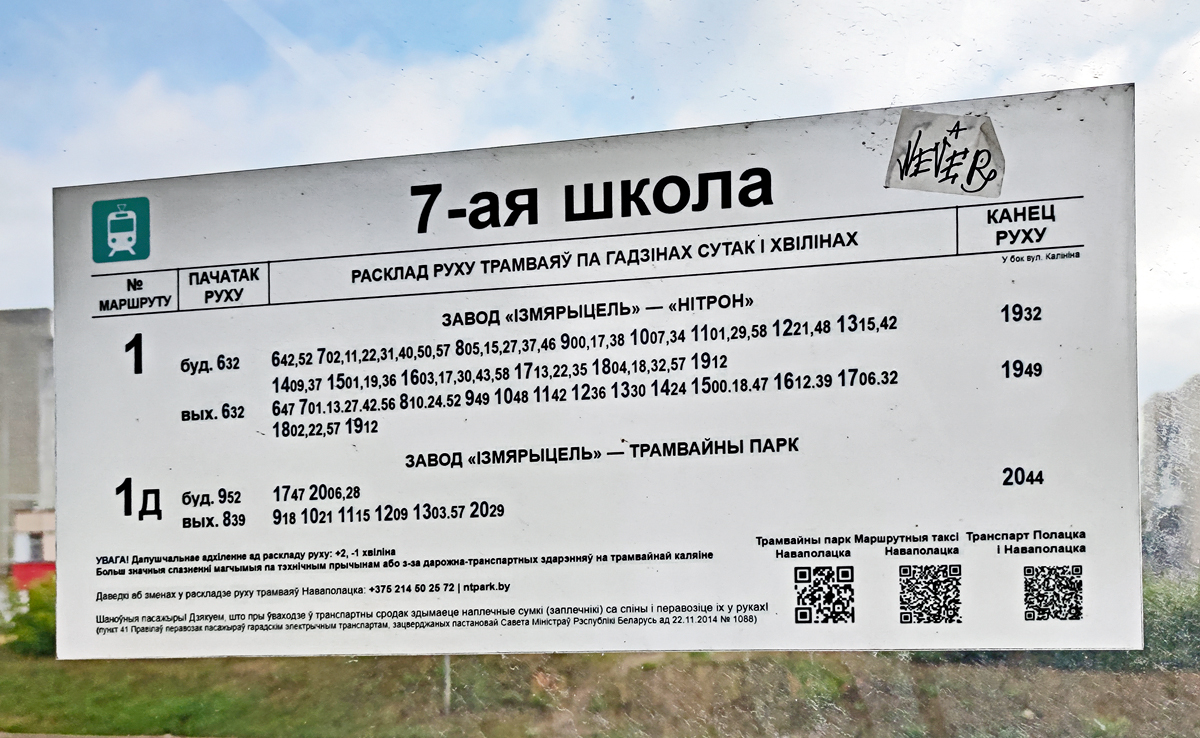 7-ая школа
A
WEVER
№ МАРШРУТУ
ПАЧАТАК РУХУ
РАСКЛАД РУХУ ТРАМВАЯЎ ПА ГАДЗІНАХ СУТАК І ХВІЛІНАХ
КАНЕЦ РУХУ
У бок вул. Калініна
ЗАВОД «ІЗМЯРЫЦЕЛЬ» — «НІТРОН»
1 буд. 632 642,52 702,11,22,31,40,50,57 805,15,27,37,46 900,17,38 1007,34 1101,29,58 1221,48 1315,42 1932
1409,37 1501,19,36 1603,17,30,43,58 1713,22,35 1804,18,32,57 1912
вых. 632 647 701.13.27.42.56 810.24.52 949 1048 1142 1236 1330 1424 1500.18.47 1612.39 1706.32 1949
1802,22,57 1912
ЗАВОД «ІЗМЯРЫЦЕЛЬ» — ТРАМВАЙНЫ ПАРК
1д буд. 952 1747 2006,28 2044
вых. 839 918 1021 1115 1209 1303.57 2029
УВАГА! Дапушчальнае адхіленне ад раскладу руху: +2, -1 хвіліна
Больш значныя спазненні магчымыя па тэхнічным прычынам або з-за дарожна-транспартных здарэнняў на трамвайнай каляіне
Даведкі аб зменах у раскладзе руху трамваяў Наваполацка: +375 214 50 25 72 | ntpark.by
Шаноўныя пасажыры! Дзякуем, што пры ўваходзе ў транспартны сродак здымаеце наплечныя сумкі (заплечнікі) са спіны і перавозіце іх у руках!
(пункт 41 Правілаў перавозак пасажыраў гарадскім электрычным транспартам, зацверджаных пастановай Савета Міністраў Рэспублікі Беларусь ад 22.11.2014 № 1088)
Трамвайны парк Наваполацка
Маршрутныя таксі Наваполацка
Транспарт Полацка і Наваполацка